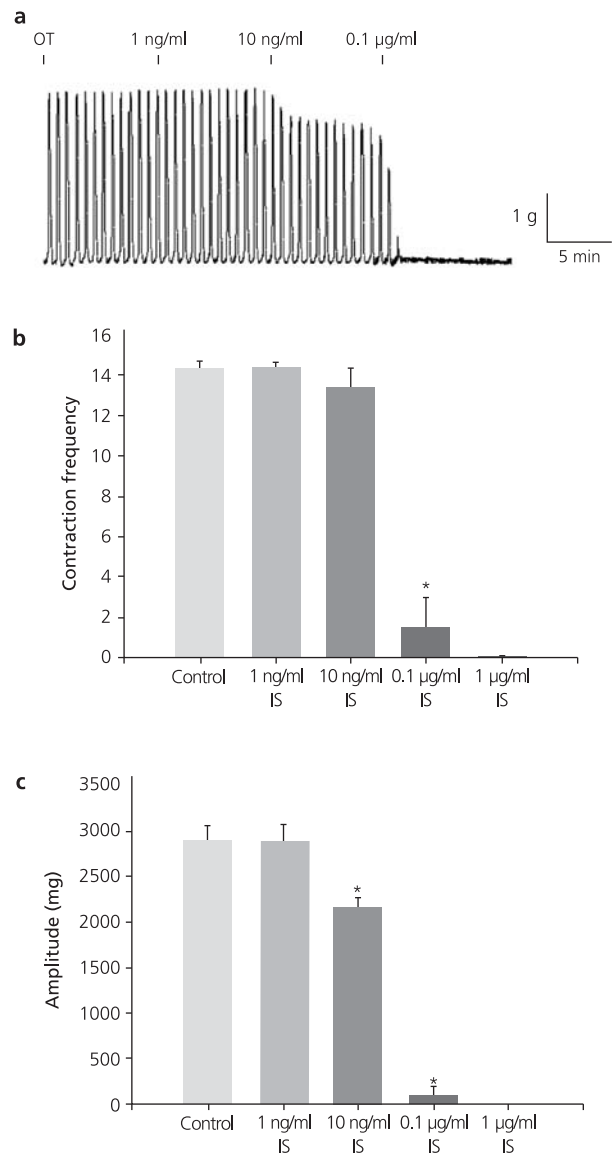 a
OT 1 ng/ml 10 ng/ml 0.1 µg/ml
1 g
5 min
b
Contraction frequency
16
14
12
10
8
6
4
2
0
*
Control 1 ng/ml 10 ng/ml 0.1 µg/ml 1 µg/ml
IS IS IS IS
c
Amplitude (mg)
3500
3000
2500
2000
1500
1000
500
0
*
*
Control 1 ng/ml 10 ng/ml 0.1 µg/ml 1 µg/ml
IS IS IS IS